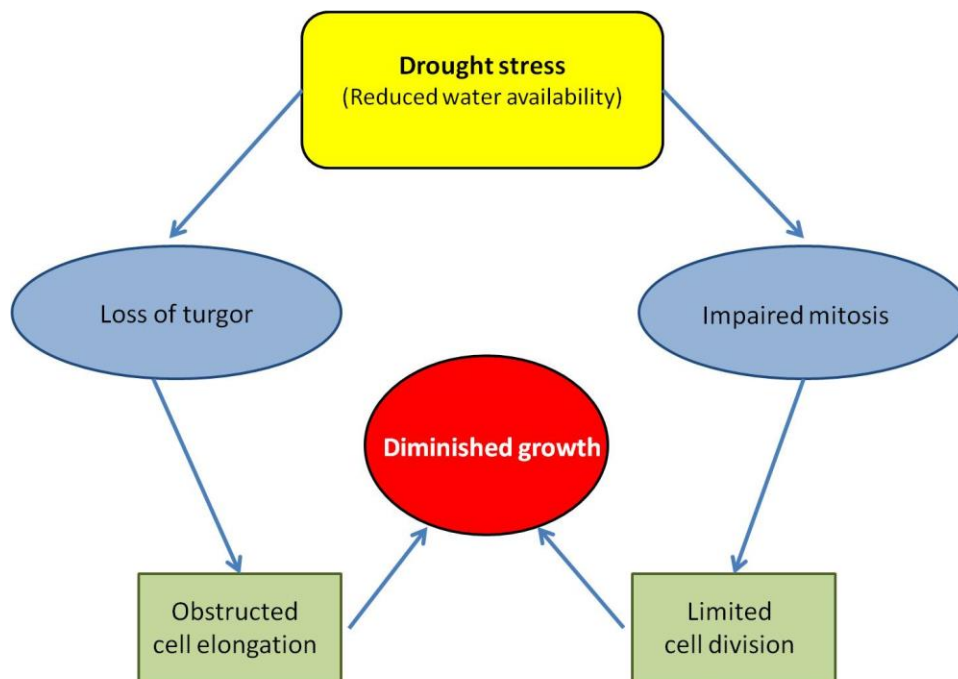 Drought stress
(Reduced water availability)
Loss of turgor
Impaired mitosis
Diminished growth
Obstructed
cell elongation
Limited
cell division